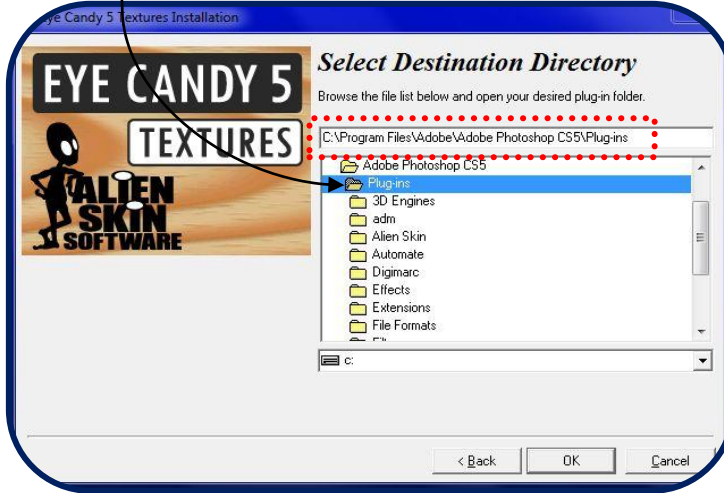 Eye Candy 5 Textures Installation
EYE CANDY 5
TEXTURES
ALIEN
SKIN
SOFTWARE
Select Destination Directory
Browse the file list below and open your desired plug-in folder.
C:\Program Files\Adobe\Adobe Photoshop CS5\Plug-ins
Adobe Photoshop CS5
Plug-ins
3D Engines
adm
Alien Skin
Automate
Digimarc
Effects
Extensions
File Formats
c:
< Back
OK
Cancel